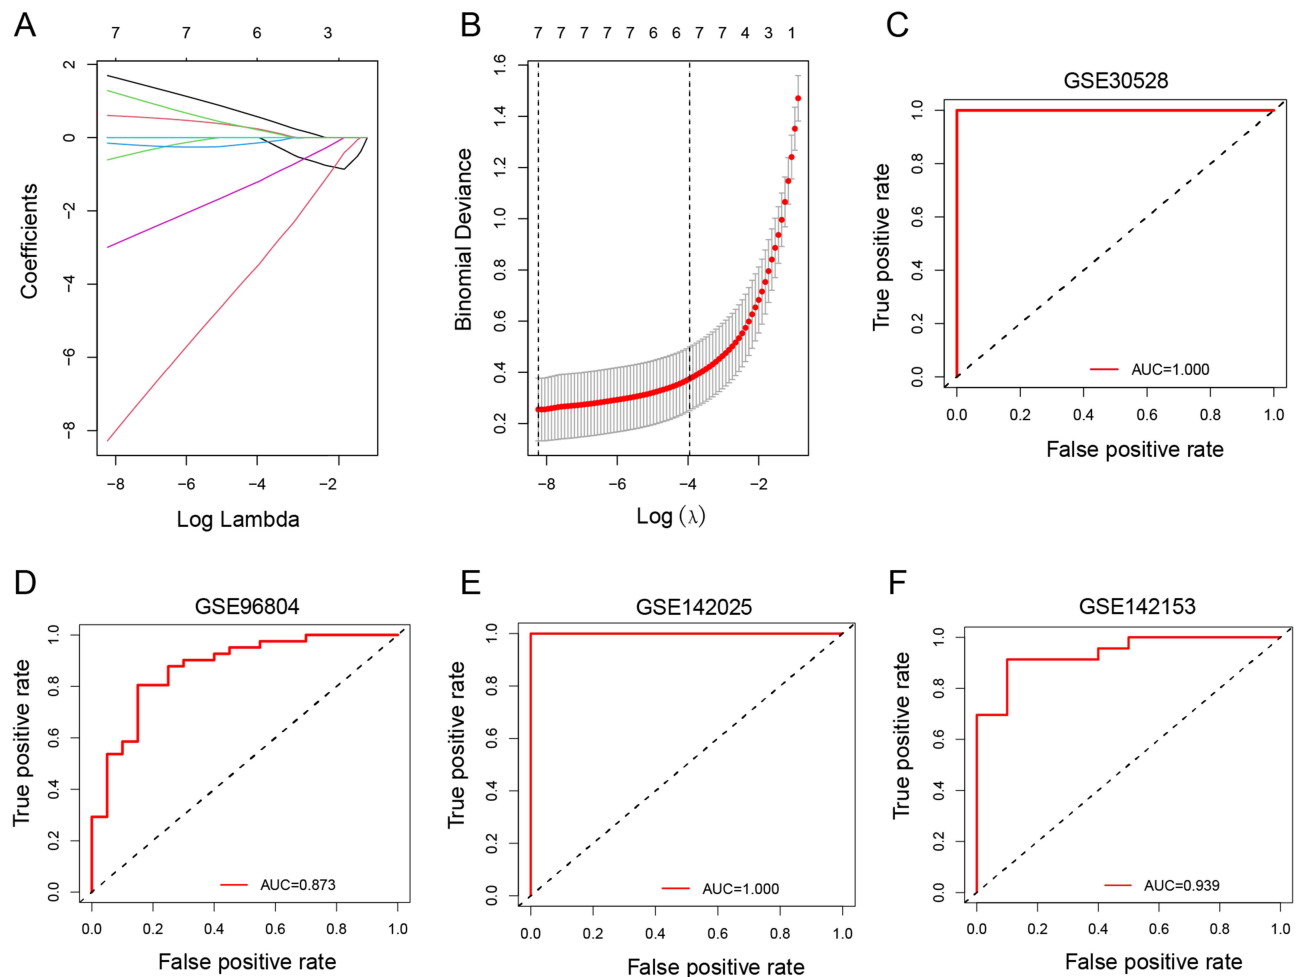 A
7 7 6 3
2
0
−2
−4
−6
−8
Coefficients
−8 −6 −4 −2
Log Lambda
B
7 7 7 7 7 6 6 7 7 4 3 1
1.6
1.4
1.2
1.0
0.8
0.6
0.4
0.2
Binomial Deviance
−8 −6 −4 −2
Log (λ)
C
GSE30528
1.0
0.8
0.6
0.4
0.2
0.0
True positive rate
AUC=1.000
0.0 0.2 0.4 0.6 0.8 1.0
False positive rate
D
GSE96804
1.0
0.8
0.6
0.4
0.2
0.0
True positive rate
AUC=0.873
0.0 0.2 0.4 0.6 0.8 1.0
False positive rate
E
GSE142025
1.0
0.8
0.6
0.4
0.2
0.0
True positive rate
AUC=1.000
0.0 0.2 0.4 0.6 0.8 1.0
False positive rate
F
GSE142153
1.0
0.8
0.6
0.4
0.2
0.0
True positive rate
AUC=0.939
0.0 0.2 0.4 0.6 0.8 1.0
False positive rate